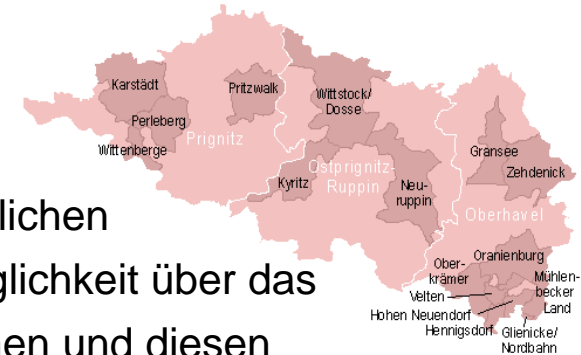 Karstädt
Pritzwalk
Wittstock/
Dosse
Perleberg
Prignitz
Wittenberge
Gransee
Zehdenick
Kyritz
Ostprignitz-
Ruppin
Neu-
ruppin
Oberhavel
lichen
glichkeit über das
nen und diesen
Oranienburg
Ober-
krämer
Mühlen-
becker
Land
Velten
Hohen Neuendorf
Hennigsdorf
Glienicke/
Nordbahn